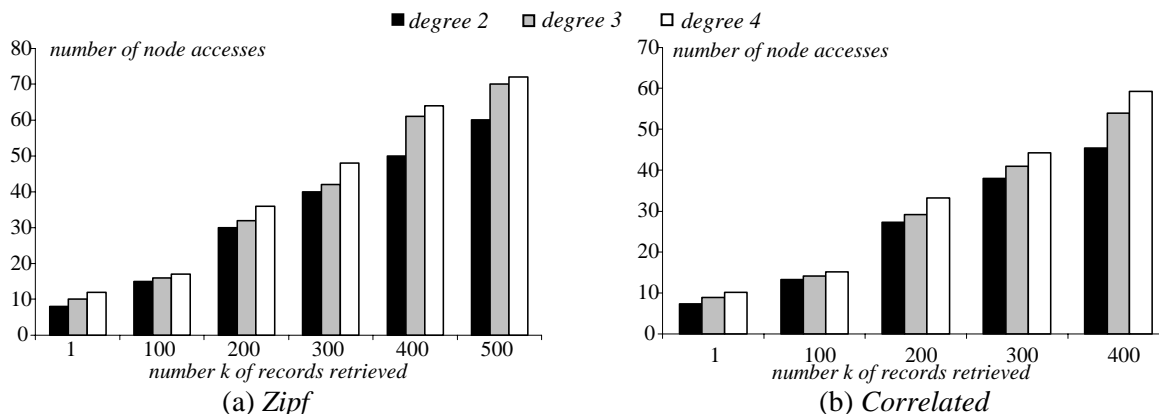 degree 2 degree 3 degree 4
number of node accesses
80
70
60
50
40
30
20
10
0
1 100 200 300 400 500
number k of records retrieved
(a) Zipf
number of node accesses
70
60
50
40
30
20
10
0
1 100 200 300 400
number k of records retrieved
(b) Correlated